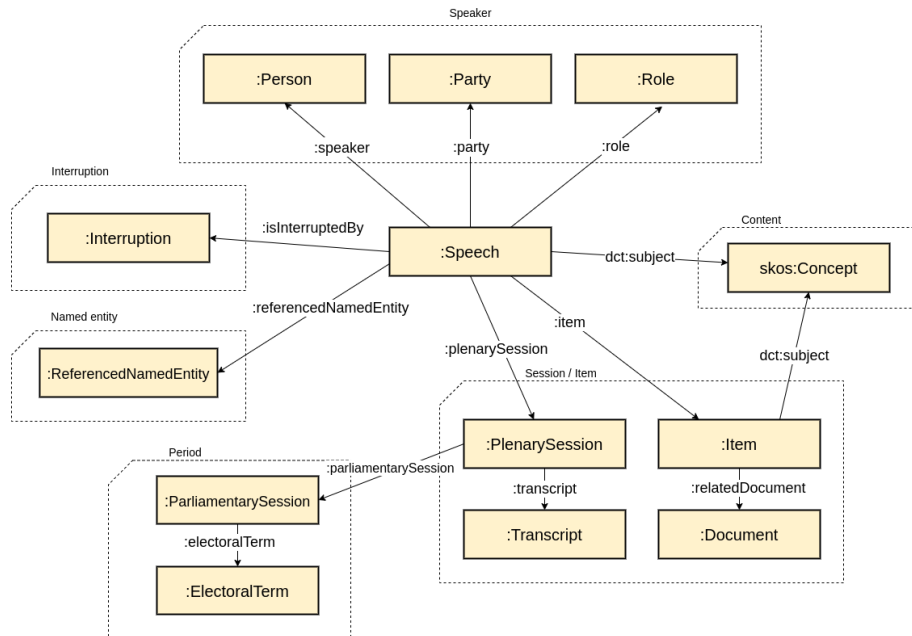 Speaker
:Person
:Party
:Role
:speaker
:party
:role
Interruption
:Interruption
:isInterruptedBy
:Speech
Content
dct:subject
skos:Concept
:referencedNamedEntity
Named entity
:ReferencedNamedEntity
:item
:plenarySession
dct:subject
Session / Item
:PlenarySession
:Item
Period
:parliamentarySession
:transcript
:relatedDocument
:ParliamentarySession
:Transcript
:Document
:electoralTerm
:ElectoralTerm